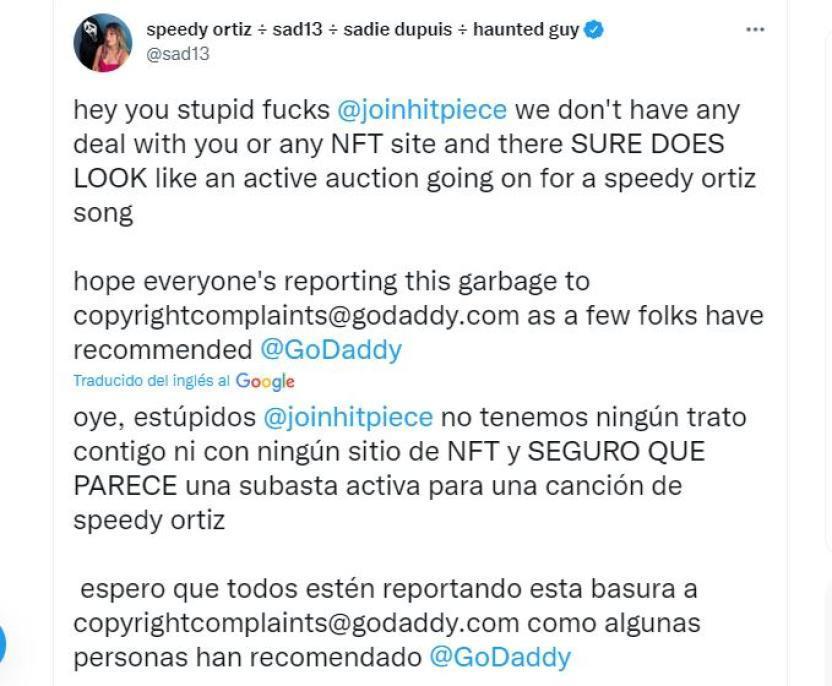 speedy ortiz ÷ sad13 ÷ sadie dupuis ÷ haunted guy
@sad13
hey you stupid fucks @joinhitpiece we don't have any
deal with you or any NFT site and there SURE DOES
LOOK like an active auction going on for a speedy ortiz
song
hope everyone's reporting this garbage to
copyrightcomplaints@godaddy.com as a few folks have
recommended @GoDaddy
Traducido del inglés al Google
oye, estúpidos @joinhitpiece no tenemos ningún trato
contigo ni con ningún sitio de NFT y SEGURO QUE
PARECE una subasta activa para una canción de
speedy ortiz
espero que todos estén reportando esta basura a
copyrightcomplaints@godaddy.com como algunas
personas han recomendado @GoDaddy